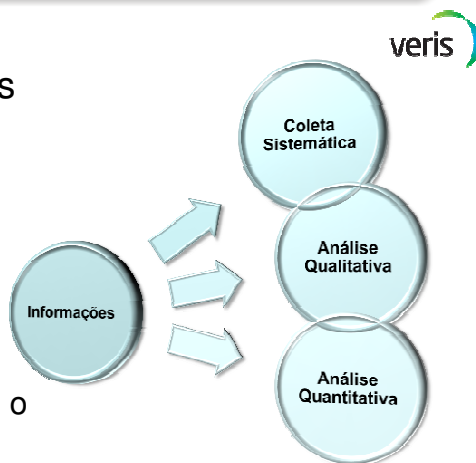 veris
s
Coleta
Sistemática
Análise
Qualitativa
Informações
Análise
Quantitativa
o